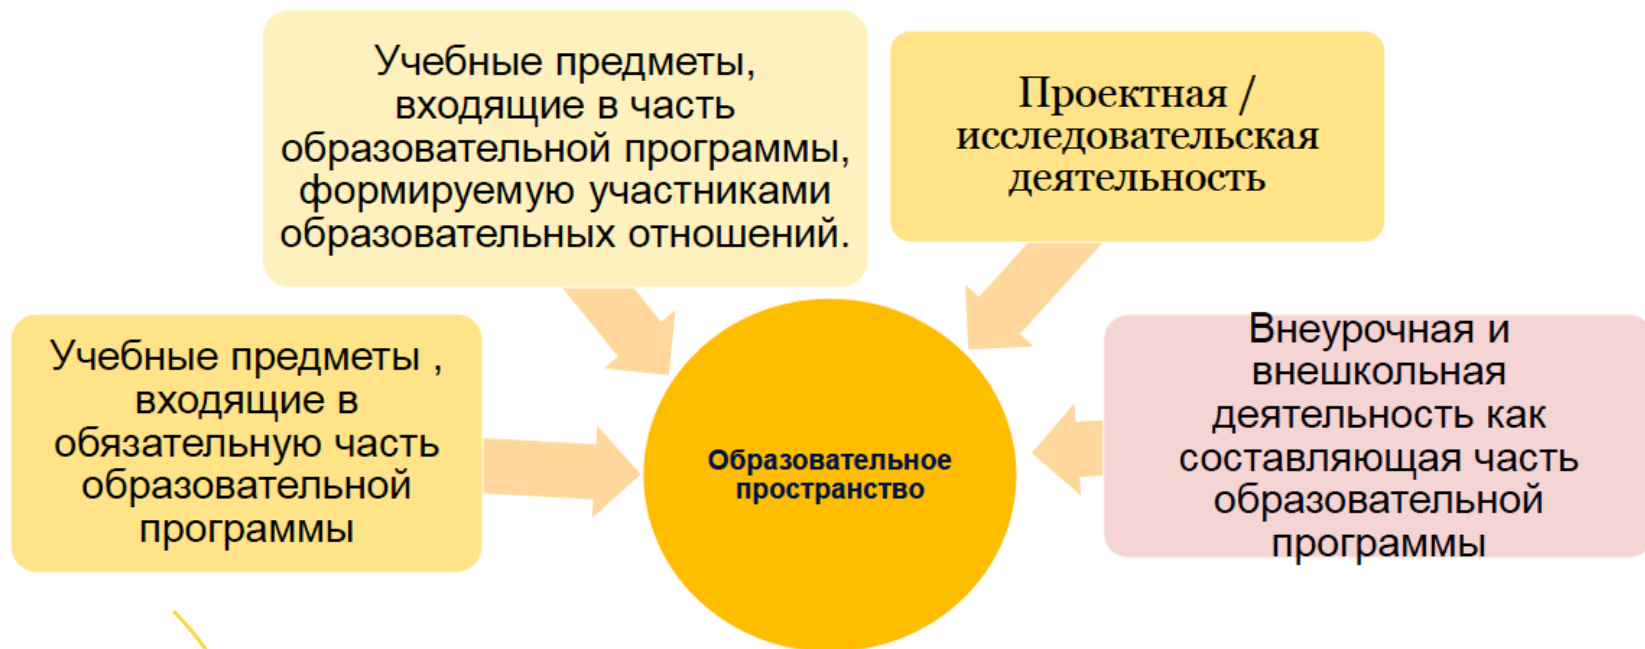 Учебные предметы,
входящие в часть
образовательной программы,
формируемую участниками
образовательных отношений.
Проектная /
исследовательская
деятельность
Учебные предметы ,
входящие в
обязательную часть
образовательной
программы
Образовательное
пространство
Внеурочная и
внешкольная
деятельность как
составляющая часть
образовательной
программы